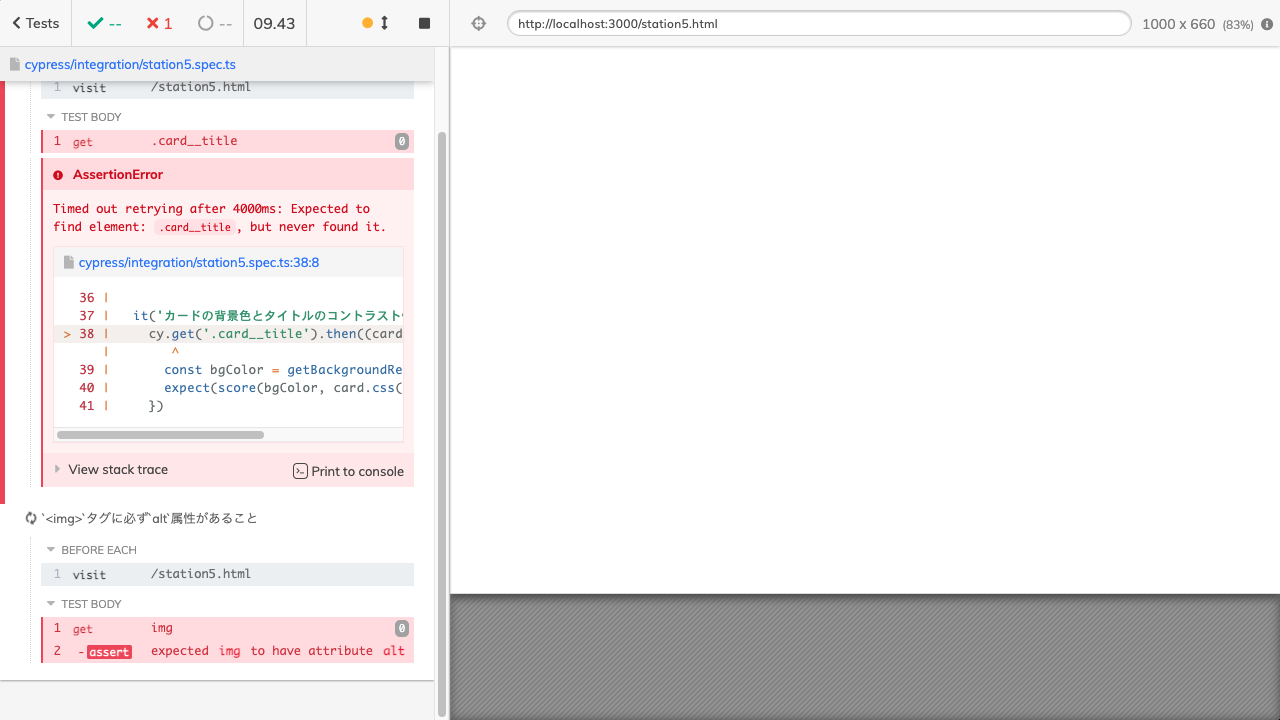 Tests
--
1
--
09.43
http://localhost:3000/station5.html
1000 x 660 (83%)
cypress/integration/station5.spec.ts
1 visit /station5.html
TEST BODY
1 get .card__title 0
AssertionError
Timed out retrying after 4000ms: Expected to
find element: .card__title, but never found it.
cypress/integration/station5.spec.ts:38:8
36 |
37 | it('カードの背景色とタイトルのコントラスト
> 38 | cy.get('.card__title').then((card
| ^
39 | const bgColor = getBackgroundRe
40 | expect(score(bgColor, card.css(
41 | })
View stack trace
Print to console
`<img>`タグに必ず`alt`属性があること
BEFORE EACH
1 visit /station5.html
TEST BODY
1 get img 0
2 -assert expected img to have attribute alt